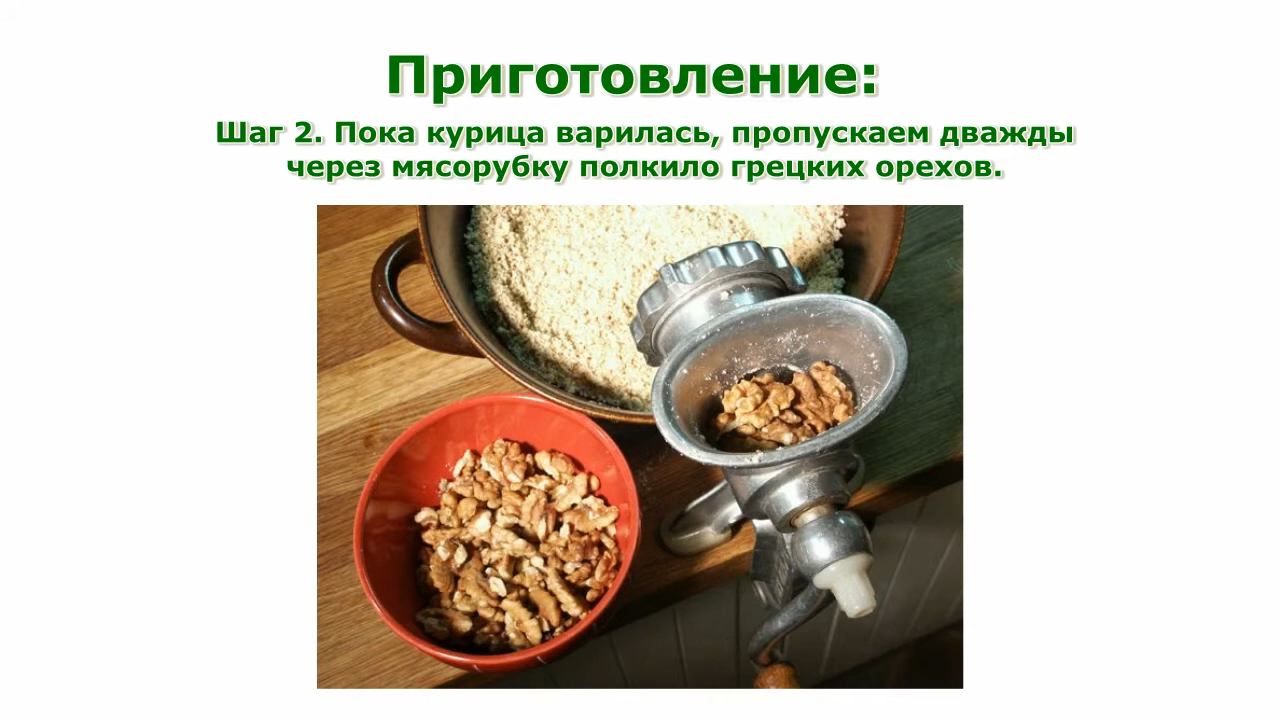 Приготовление:
Шаг 2. Пока курица варилась, пропускаем дважды
через мясорубку полкило грецких орехов.